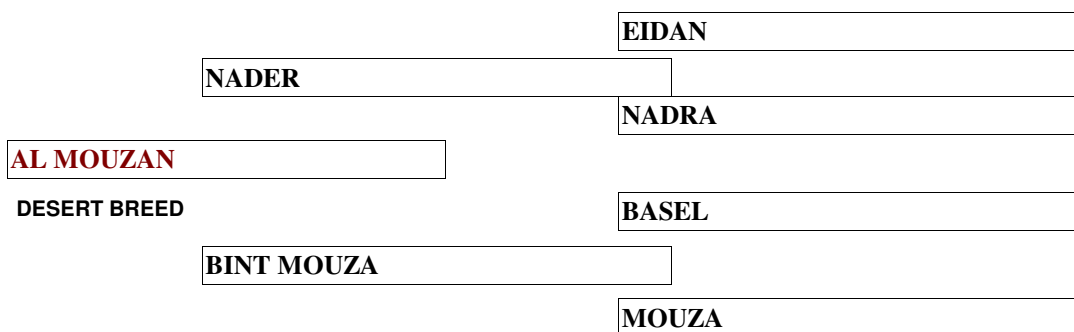 EIDAN
NADER
NADRA
AL MOUZAN
DESERT BREED
BASEL
BINT MOUZA
MOUZA